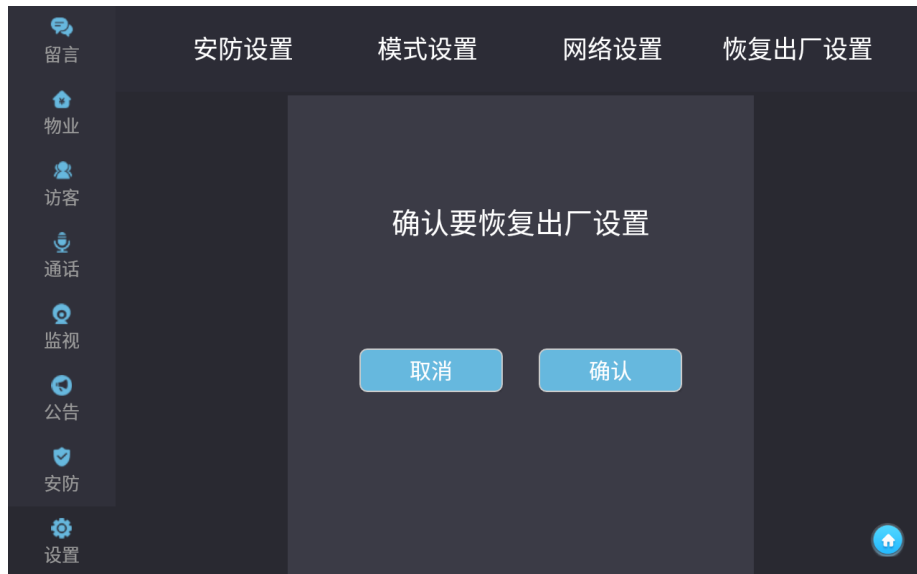 留言
物业
访客
通话
监视
公告
安防
设置
安防设置 模式设置 网络设置 恢复出厂设置
确认要恢复出厂设置
取消 确认